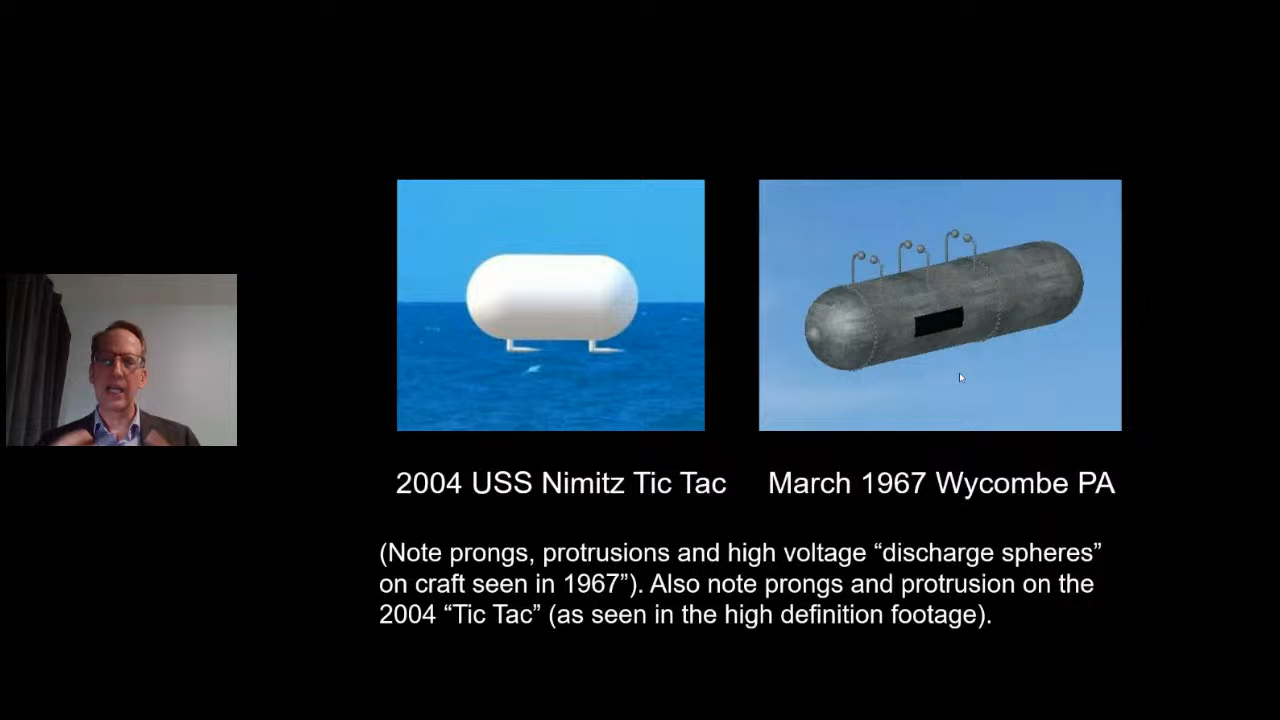 2004 USS Nimitz Tic Tac
March 1967 Wycombe PA
(Note prongs, protrusions and high voltage “discharge spheres”
on craft seen in 1967”). Also note prongs and protrusion on the
2004 “Tic Tac” (as seen in the high definition footage).